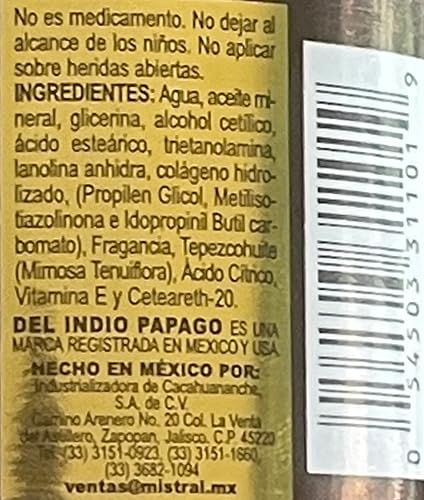 No es medicamento. No dejar al
alcance de los niños. No aplicar
sobre heridas abiertas.
INGREDIENTES: Agua, aceite mi-
neral, glicerina, alcohol cetílico,
ácido esteárico, trietanolamina,
lanolina anhidra, colágeno hidro-
lizado, (Propilen Glicol, Metiliso-
tiazolinona e Idopropinil Butil car-
bomato), Fragancia, Tepezcohuite
(Mimosa Tenuiflora), Ácido Cítrico,
Vitamina E y Ceteareth-20.
DEL INDIO PAPAGO ES UNA
MARCA REGISTRADA EN MEXICO Y USA
HECHO EN MÉXICO POR:
Industrializadora de Cacahuananche,
S.A. de C.V.
Camino Arenero No. 20 Col. La Venta
del Astillero, Zapopan, Jalisco. C.P. 45220
Tel. (33) 3151-0923, (33) 3151-1660,
(33) 3682-1094
ventas@mistral.mx
0 54503 31101 9